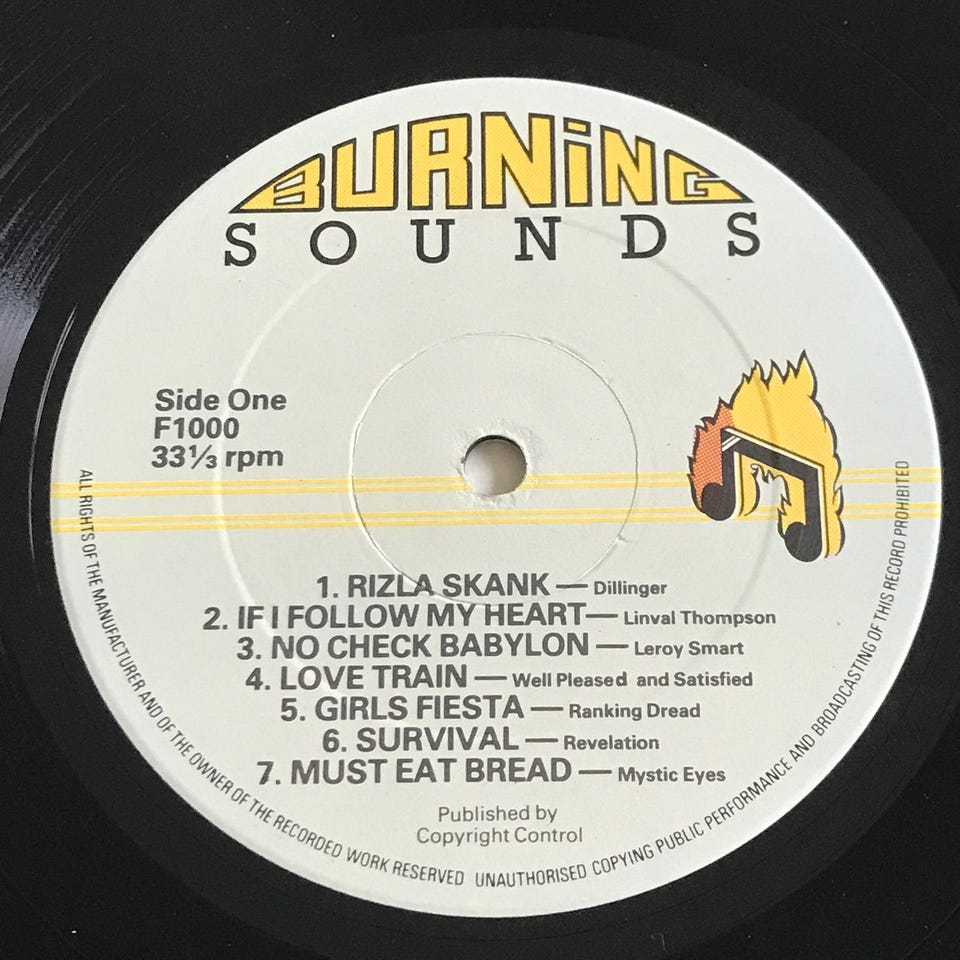 BURNiNG
SOUNDS
Side One
F1000
33⅓ rpm
1. RIZLA SKANK — Dillinger
2. IF I FOLLOW MY HEART — Linval Thompson
3. NO CHECK BABYLON — Leroy Smart
4. LOVE TRAIN — Well Pleased and Satisfied
5. GIRLS FIESTA — Ranking Dread
6. SURVIVAL — Revelation
7. MUST EAT BREAD — Mystic Eyes
Published by
Copyright Control
ALL RIGHTS OF THE MANUFACTURER AND OF THE OWNER OF THE RECORDED WORK RESERVED UNAUTHORISED COPYING PUBLIC PERFORMANCE AND BROADCASTING OF THIS RECORD PROHIBITED